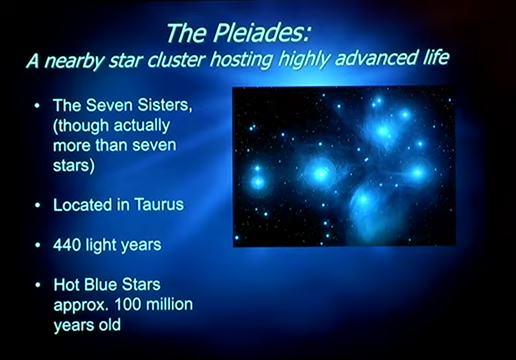 The Pleiades:
A nearby star cluster hosting highly advanced life
• The Seven Sisters,
(though actually
more than seven
stars)
• Located in Taurus
• 440 light years
• Hot Blue Stars
approx. 100 million
years old